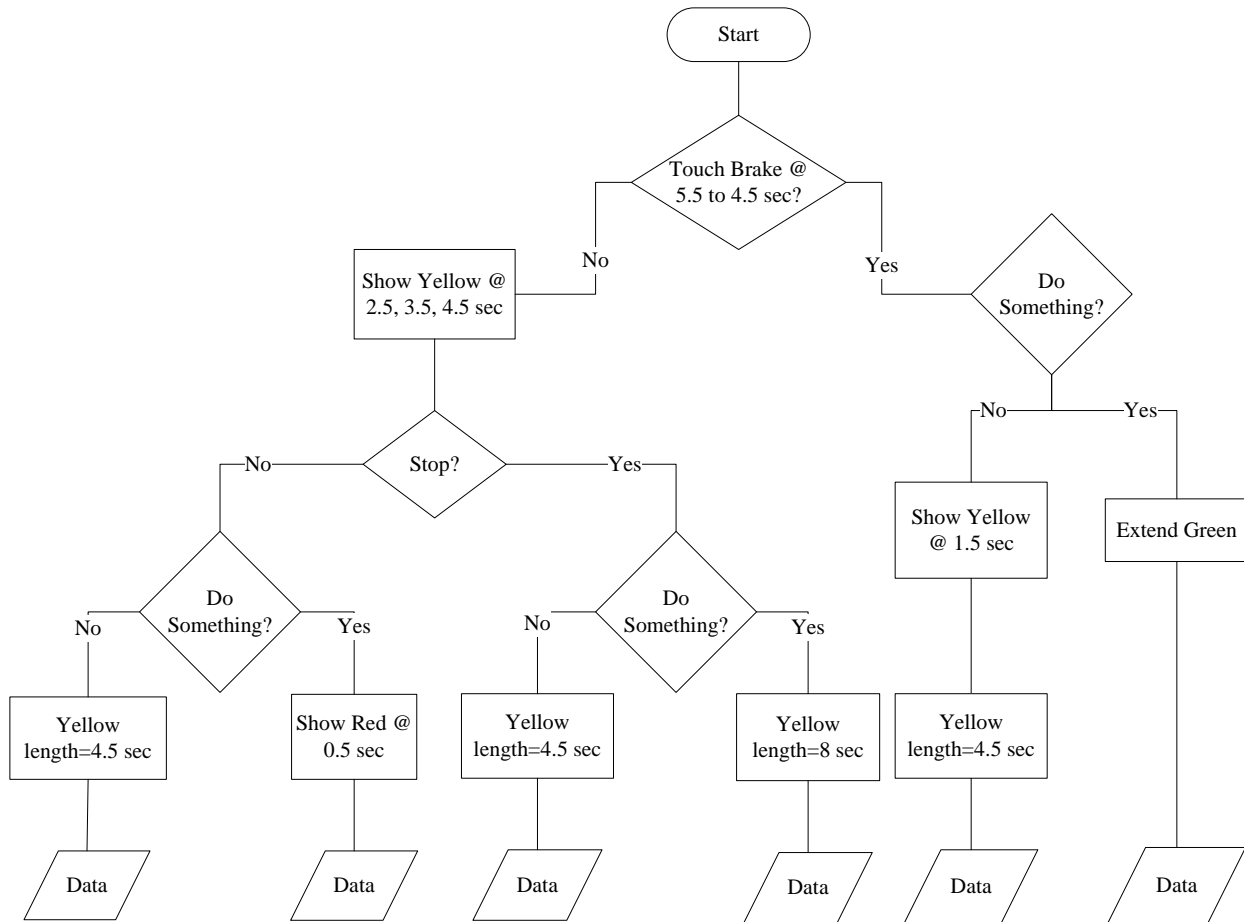 Start
Touch Brake @
5.5 to 4.5 sec?
No
Yes
Show Yellow @
2.5, 3.5, 4.5 sec
Do
Something?
No
Yes
Stop?
No
Yes
Show Yellow
@ 1.5 sec
Extend Green
Do
Something?
No
Yes
Do
Something?
No
Yes
Yellow
length=4.5 sec
Show Red @
0.5 sec
Yellow
length=4.5 sec
Yellow
length=8 sec
Yellow
length=4.5 sec
Data
Data
Data
Data
Data
Data